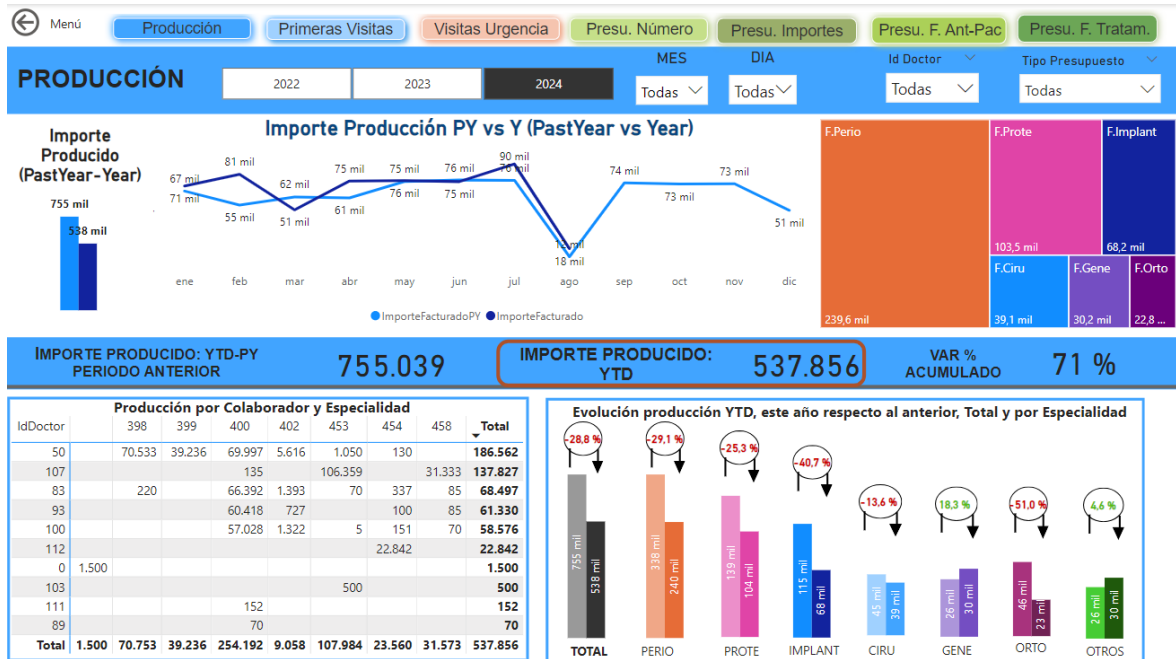 Menú
Producción
Primeras Visitas
Visitas Urgencia
Presu. Número
Presu. Importes
Presu. F. Ant-Pac
Presu. F. Tratam.
PRODUCCIÓN
2022
2023
2024
MES
Todas
DIA
Todas
Id Doctor
Todas
Tipo Presupuesto
Todas
Importe
Producido
(PastYear-Year)
755 mil
538 mil
Importe Producción PY vs Y (PastYear vs Year)
67 mil
71 mil
81 mil
55 mil
62 mil
51 mil
75 mil
61 mil
75 mil
76 mil
76 mil
75 mil
90 mil
76 mil
12 mil
18 mil
74 mil
73 mil
73 mil
51 mil
ene feb mar abr may jun jul ago sep oct nov dic
ImporteFacturadoPY ImporteFacturado
F.Perio
239,6 mil
F.Prote
103,5 mil
F.Implant
68,2 mil
F.Ciru
39,1 mil
F.Gene
30,2 mil
F.Orto
22,8 ...
IMPORTE PRODUCIDO: YTD-PY
PERIODO ANTERIOR
755.039
IMPORTE PRODUCIDO:
YTD
537.856
VAR %
ACUMULADO
71 %
Producción por Colaborador y Especialidad
IdDoctor 398 399 400 402 453 454 458 Total
50 70.533 39.236 69.997 5.616 1.050 130 186.562
107 135 106.359 31.333 137.827
83 220 66.392 1.393 70 337 85 68.497
93 60.418 727 100 85 61.330
100 57.028 1.322 5 151 70 58.576
112 22.842 22.842
0 1.500 1.500
103 500 500
111 152 152
89 70 70
Total 1.500 70.753 39.236 254.192 9.058 107.984 23.560 31.573 537.856
Evolución producción YTD, este año respecto al anterior, Total y por Especialidad
-28,8 %
-29,1 %
-25,3 %
-40,7 %
-13,6 %
18,3 %
-51,0 %
4,6 %
755 mil
538 mil
338 mil
240 mil
139 mil
104 mil
115 mil
68 mil
45 mil
39 mil
26 mil
30 mil
46 mil
23 mil
26 mil
30 mil
TOTAL PERIO PROTE IMPLANT CIRU GENE ORTO OTROS